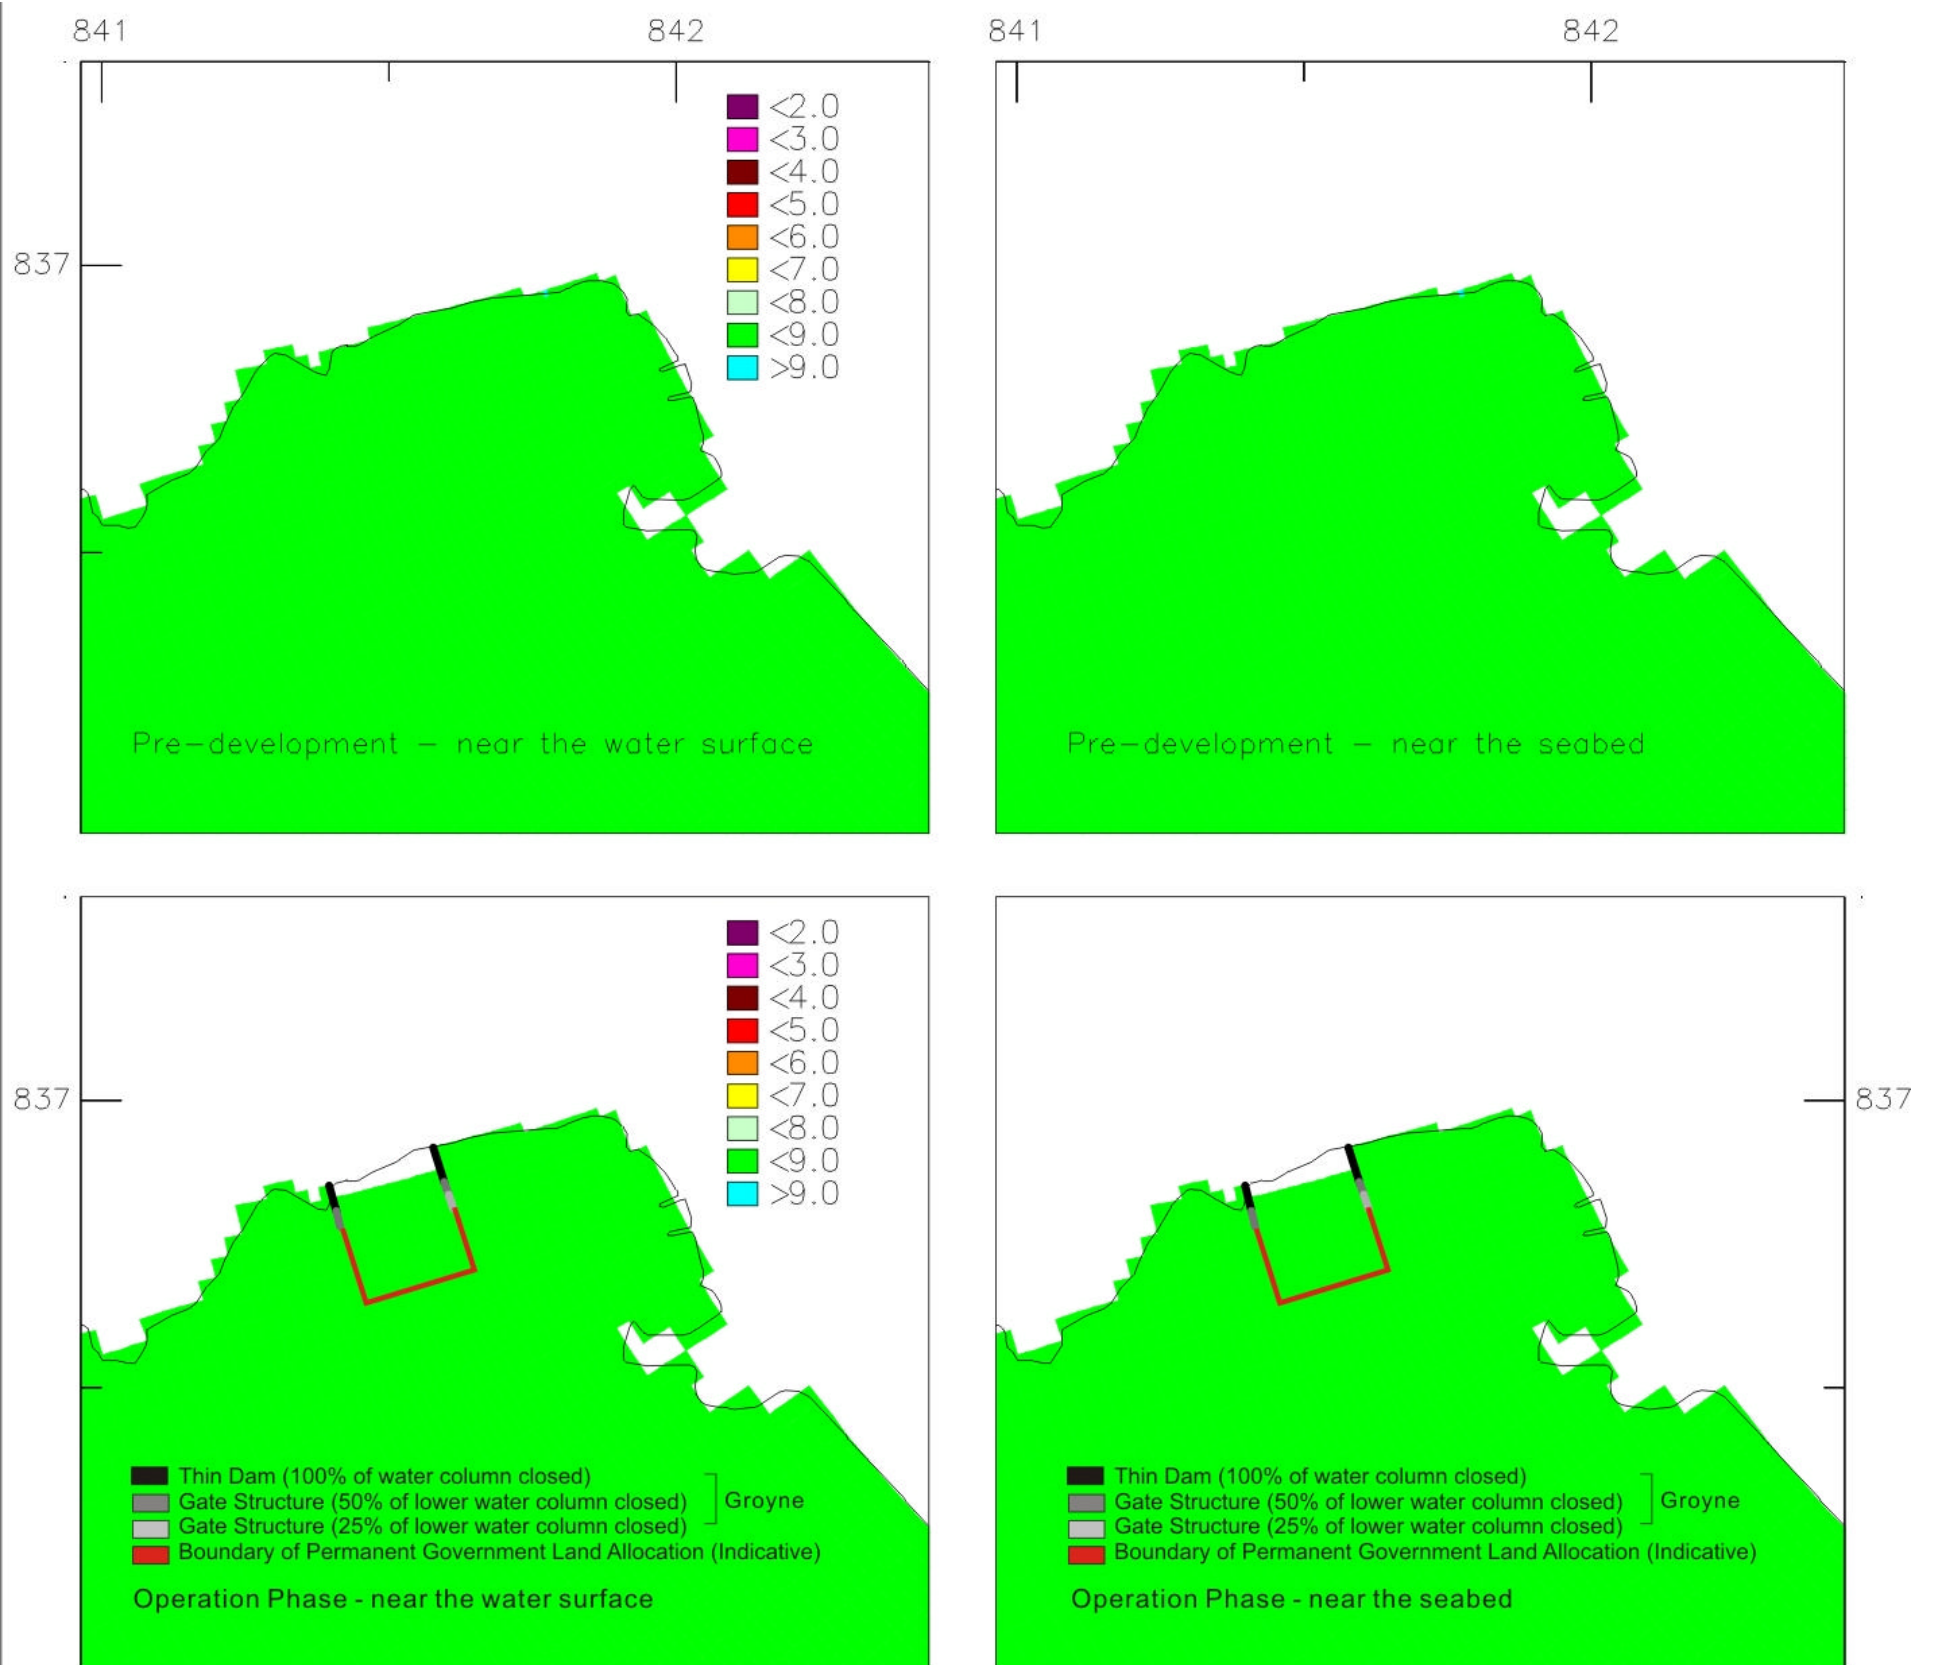 841 842 841 842
<2.0
<3.0
<4.0
<5.0
<6.0
837 <7.0
<8.0
<9.0
>9.0
Pre-development - near the water surface
Pre-development - near the seabed
<2.0
<3.0
<4.0
<5.0
<6.0
837 <7.0 837
<8.0
<9.0
>9.0
Thin Dam (100% of water column closed)
Gate Structure (50% of lower water column closed)
Groyne
Gate Structure (25% of lower water column closed)
Boundary of Permanent Government Land Allocation (Indicative)
Operation Phase - near the water surface
Thin Dam (100% of water column closed)
Gate Structure (50% of lower water column closed)
Groyne
Gate Structure (25% of lower water column closed)
Boundary of Permanent Government Land Allocation (Indicative)
Operation Phase - near the seabed